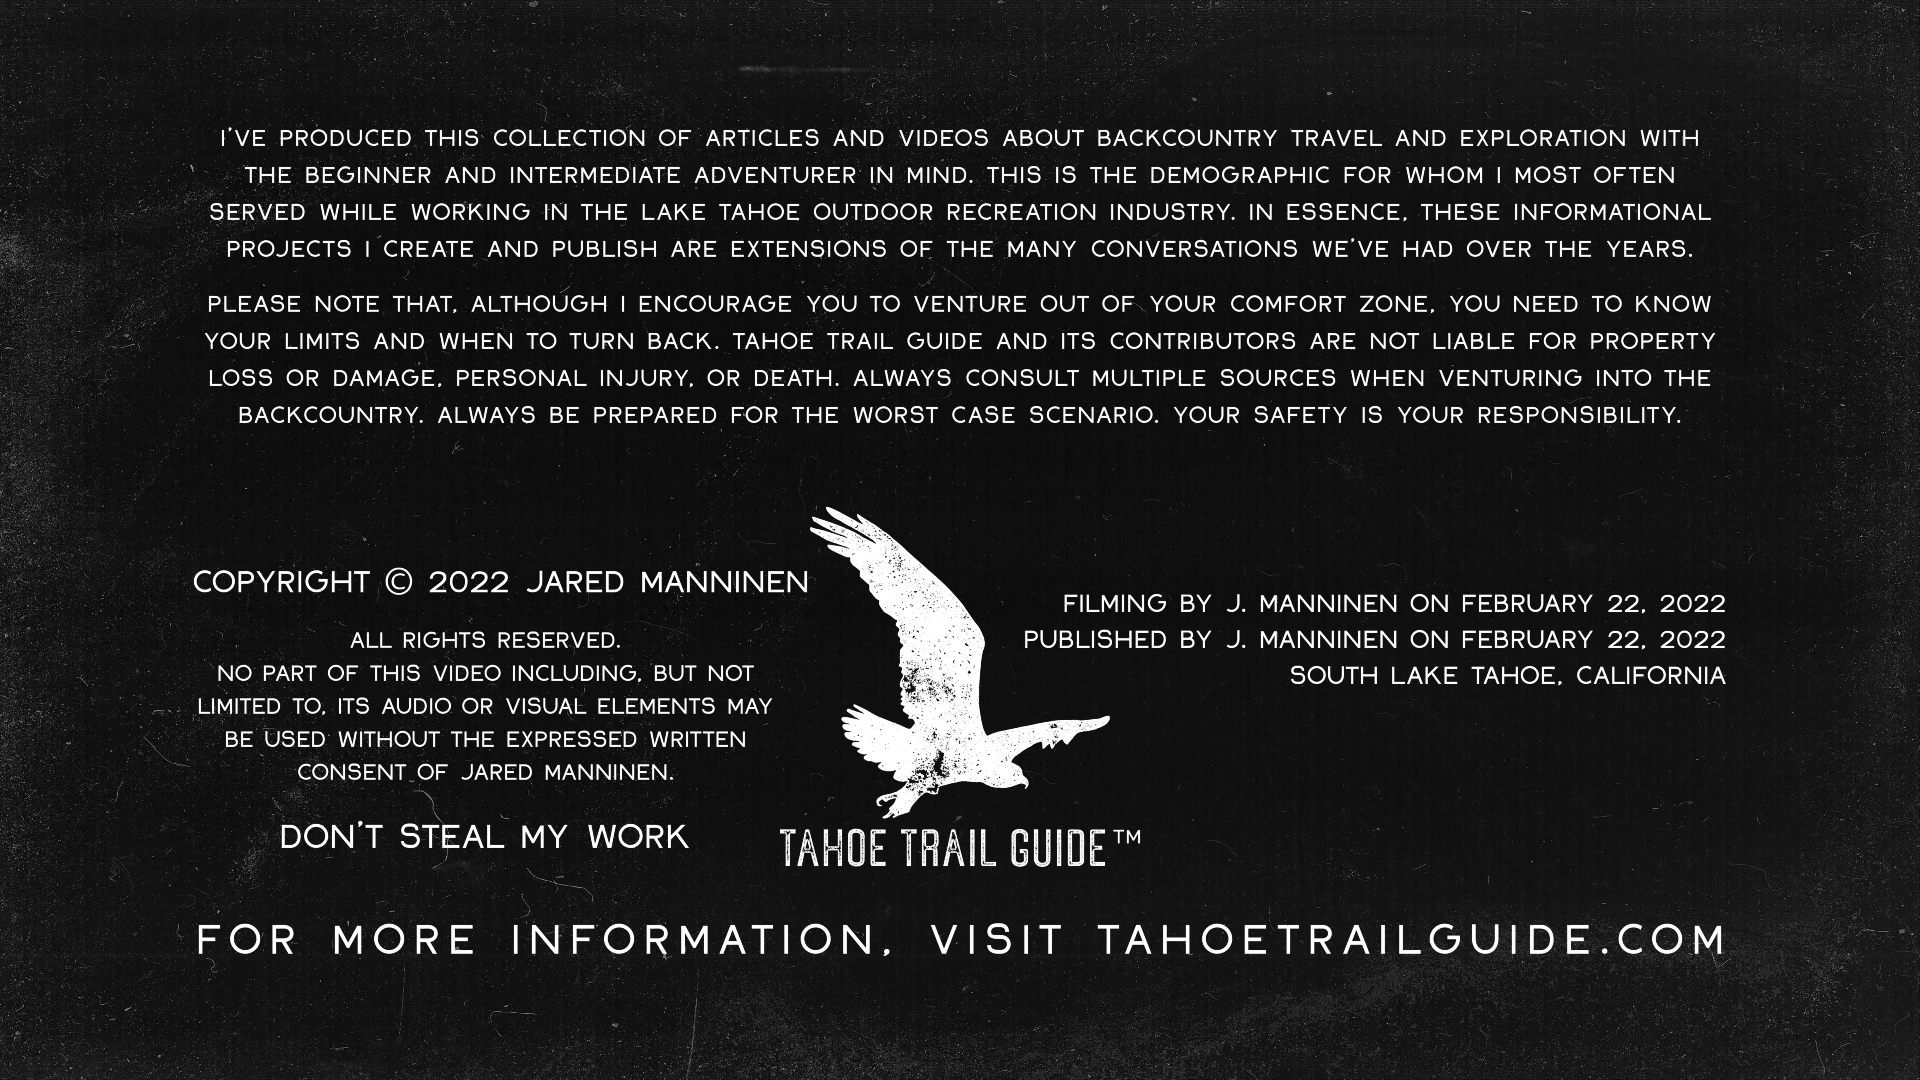 I'VE PRODUCED THIS COLLECTION OF ARTICLES AND VIDEOS ABOUT BACKCOUNTRY TRAVEL AND EXPLORATION WITH
THE BEGINNER AND INTERMEDIATE ADVENTURER IN MIND. THIS IS THE DEMOGRAPHIC FOR WHOM I MOST OFTEN
SERVED WHILE WORKING IN THE LAKE TAHOE OUTDOOR RECREATION INDUSTRY. IN ESSENCE, THESE INFORMATIONAL
PROJECTS I CREATE AND PUBLISH ARE EXTENSIONS OF THE MANY CONVERSATIONS WE'VE HAD OVER THE YEARS.
PLEASE NOTE THAT, ALTHOUGH I ENCOURAGE YOU TO VENTURE OUT OF YOUR COMFORT ZONE, YOU NEED TO KNOW
YOUR LIMITS AND WHEN TO TURN BACK. TAHOE TRAIL GUIDE AND ITS CONTRIBUTORS ARE NOT LIABLE FOR PROPERTY
LOSS OR DAMAGE, PERSONAL INJURY, OR DEATH. ALWAYS CONSULT MULTIPLE SOURCES WHEN VENTURING INTO THE
BACKCOUNTRY. ALWAYS BE PREPARED FOR THE WORST CASE SCENARIO. YOUR SAFETY IS YOUR RESPONSIBILITY.
COPYRIGHT © 2022 JARED MANNINEN
ALL RIGHTS RESERVED.
NO PART OF THIS VIDEO INCLUDING, BUT NOT
LIMITED TO, ITS AUDIO OR VISUAL ELEMENTS MAY
BE USED WITHOUT THE EXPRESSED WRITTEN
CONSENT OF JARED MANNINEN.
DON'T STEAL MY WORK
TAHOE TRAIL GUIDE™
FILMING BY J. MANNINEN ON FEBRUARY 22, 2022
PUBLISHED BY J. MANNINEN ON FEBRUARY 22, 2022
SOUTH LAKE TAHOE, CALIFORNIA
FOR MORE INFORMATION, VISIT TAHOETRAILGUIDE.COM